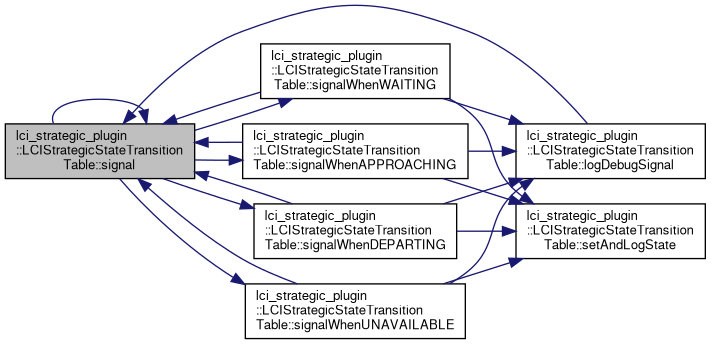 lci_strategic_plugin
::LCIStrategicStateTransition
Table::signal
lci_strategic_plugin
::LCIStrategicStateTransition
Table::signalWhenWAITING
lci_strategic_plugin
::LCIStrategicStateTransition
Table::signalWhenAPPROACHING
lci_strategic_plugin
::LCIStrategicStateTransition
Table::signalWhenDEPARTING
lci_strategic_plugin
::LCIStrategicStateTransition
Table::signalWhenUNAVAILABLE
lci_strategic_plugin
::LCIStrategicStateTransition
Table::logDebugSignal
lci_strategic_plugin
::LCIStrategicStateTransition
Table::setAndLogState